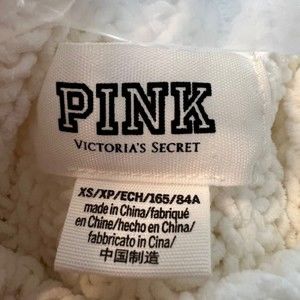 PINK
VICTORIA'S SECRET
XS/XP/ECH/165/84A
made in China/fabriqué
en Chine/hecho en China/
fabbricato in Cina/
中国制造